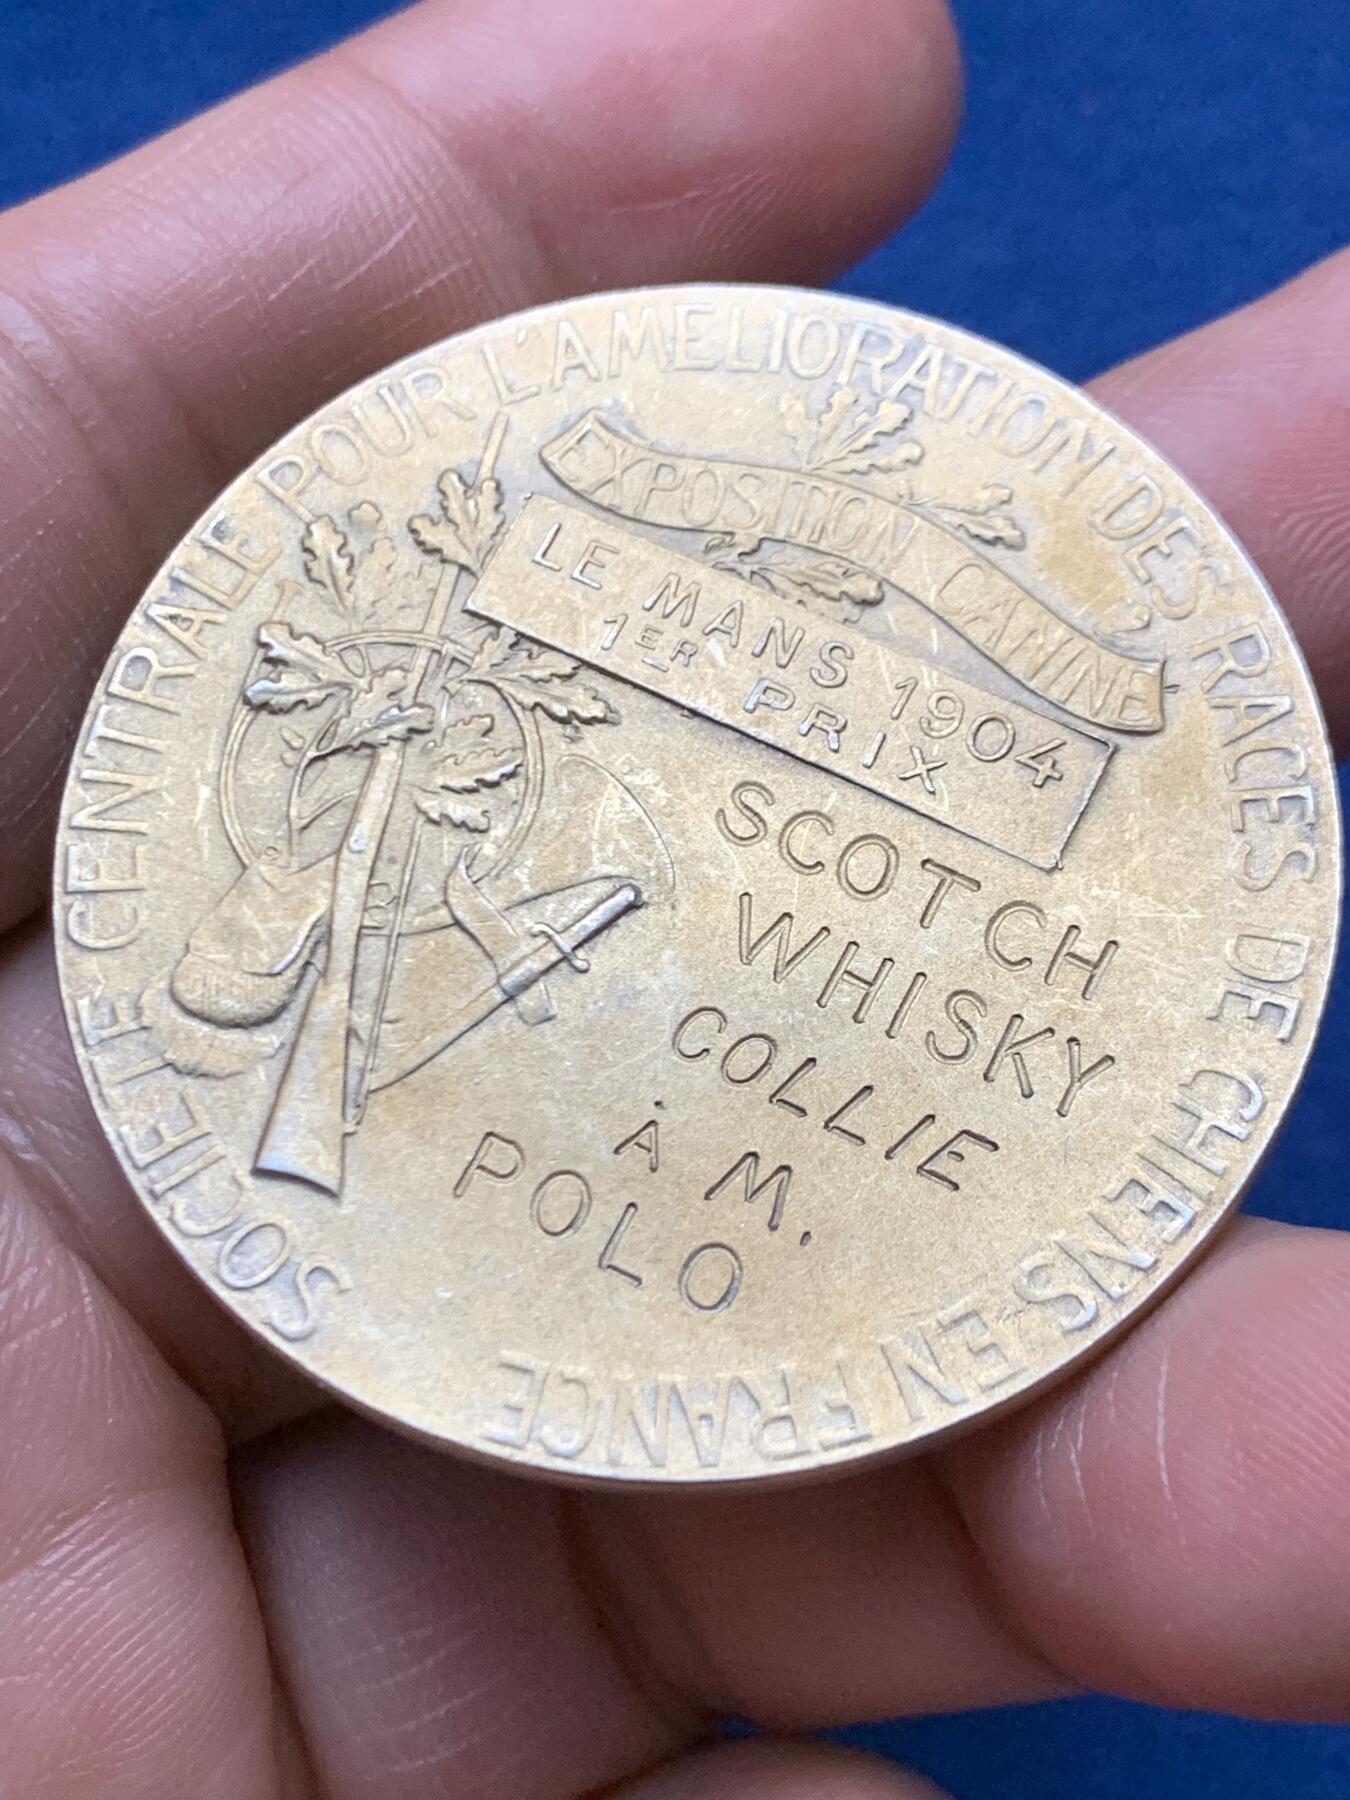 SOCIETE CENTRALE POUR L'AMELIORATION DES RACES DE CHIENS EN FRANCE
EXPOSITION CANINE
LE MANS 1904
1ER PRIX
SCOTCH
WHISKY
COLLIE
À M.
POLO